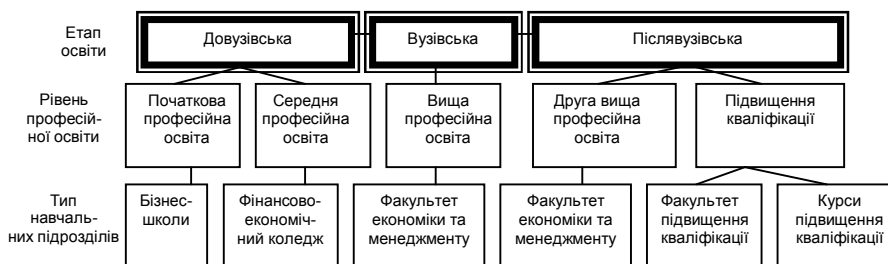 Етап
освіти
Довузівська
Вузівська
Післявузівська
Рівень
професій-
ної освіти
Початкова
професійна
освіта
Середня
професійна
освіта
Вища
професійна
освіта
Друга вища
професійна
освіта
Підвищення
кваліфікації
Тип
навчаль-
них підрозділів
Бізнес-
школи
Фінансово-
економіч-
ний коледж
Факультет
економіки та
менеджменту
Факультет
економіки та
менеджменту
Факультет
підвищення
кваліфікації
Курси
підвищення
кваліфікації